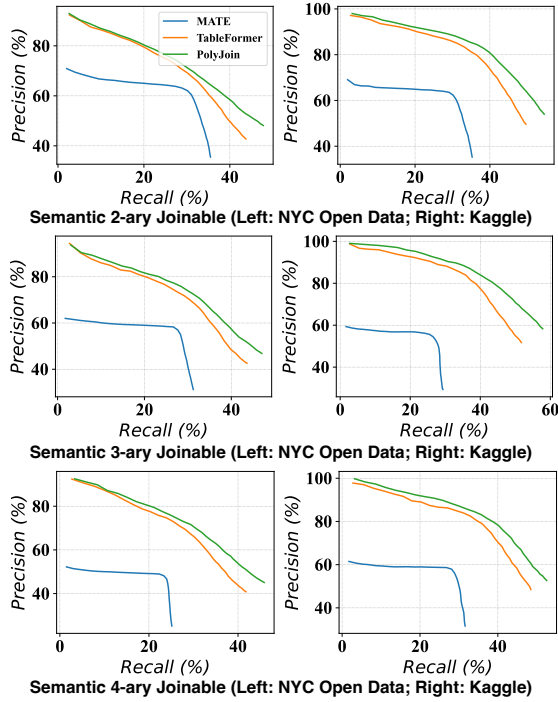 MATE
TableFormer
PolyJoin
Precision (%)
80
60
40
0
20
40
Recall (%)
Precision (%)
100
80
60
40
0
20
40
Recall (%)
Semantic 2-ary Joinable (Left: NYC Open Data; Right: Kaggle)
Precision (%)
80
60
40
0
20
40
Recall (%)
Precision (%)
100
80
60
40
0
20
40
60
Recall (%)
Semantic 3-ary Joinable (Left: NYC Open Data; Right: Kaggle)
Precision (%)
80
60
40
0
20
40
Recall (%)
Precision (%)
100
80
60
40
0
20
40
Recall (%)
Semantic 4-ary Joinable (Left: NYC Open Data; Right: Kaggle)